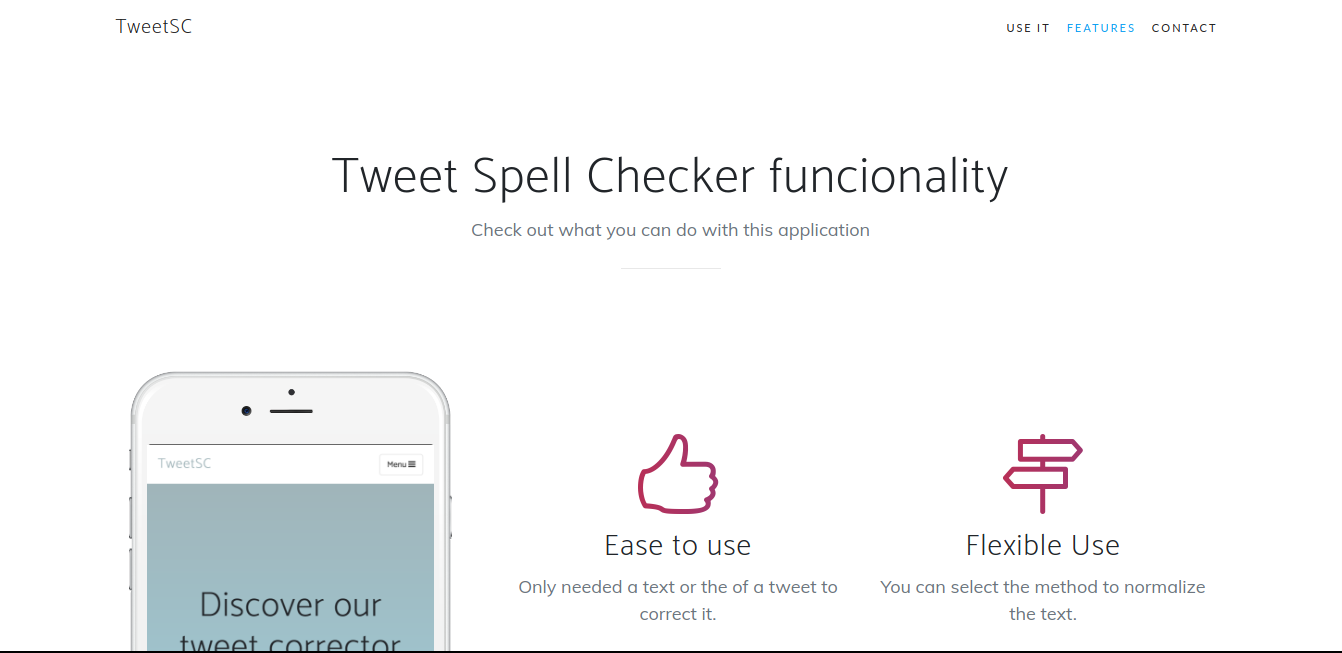 TweetSC
USE IT FEATURES CONTACT
Tweet Spell Checker funcionality
Check out what you can do with this application
TweetSC
Menu
Discover our
tweet corrector
Ease to use
Only needed a text or the of a tweet to
correct it.
Flexible Use
You can select the method to normalize
the text.